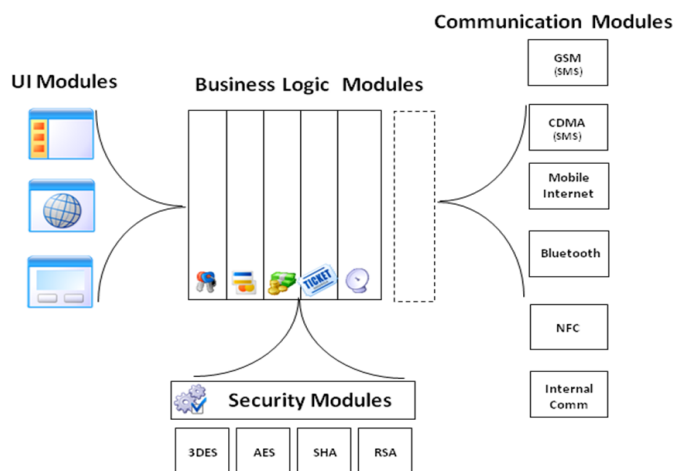 Communication Modules
UI Modules
Business Logic Modules
GSM
(SMS)
CDMA
(SMS)
Mobile
Internet
Bluetooth
TICKET
NFC
Internal
Comm
Security Modules
3DES
AES
SHA
RSA